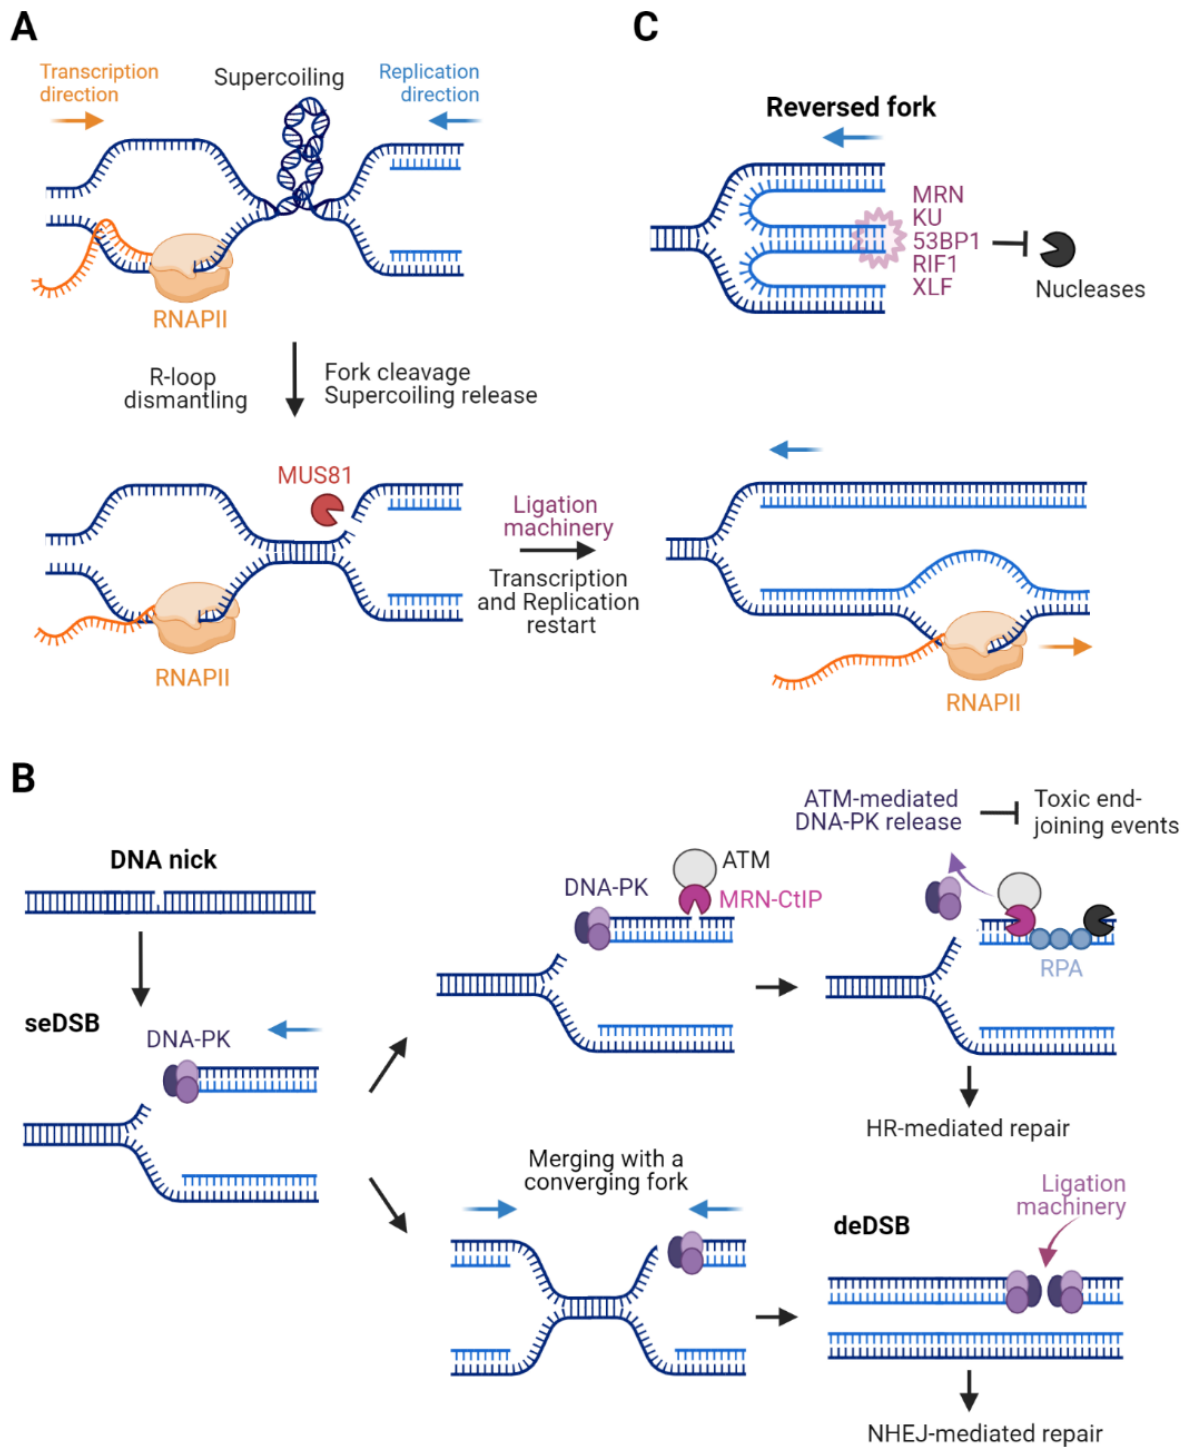 A
Transcription
direction
Supercoiling
Replication
direction
RNAPII
R-loop
dismantling
Fork cleavage
Supercoiling release
MUS81
RNAPII
Ligation
machinery
Transcription
and Replication
restart
RNAPII
C
Reversed fork
MRN
KU
53BP1
RIF1
XLF
Nucleases
B
DNA nick
seDSB
DNA-PK
DNA-PK
ATM
MRN-CtIP
ATM-mediated
DNA-PK release
Toxic end-
joining events
RPA
HR-mediated repair
Merging with a
converging fork
deDSB
Ligation
machinery
NHEJ-mediated repair